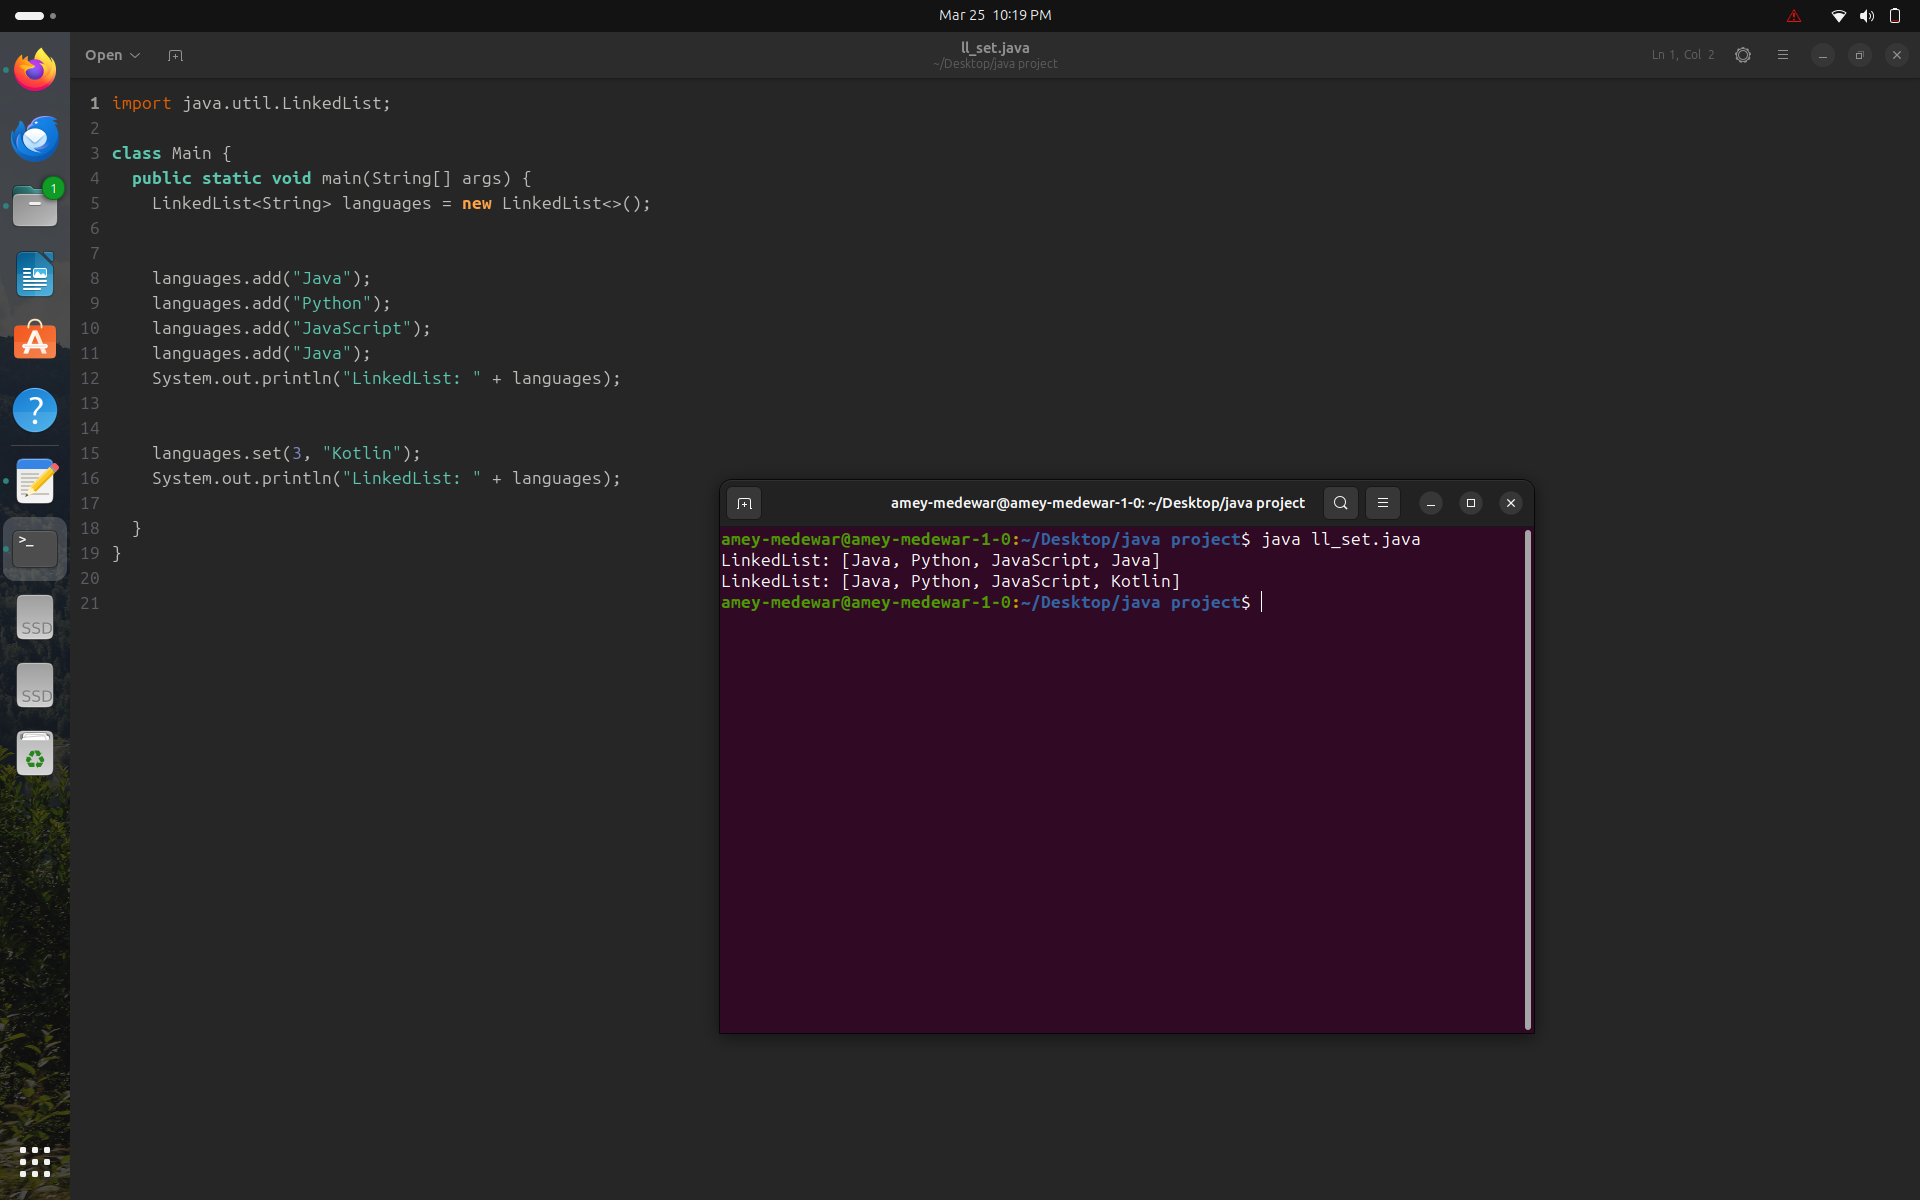 Mar 25 10:19 PM
Open
ll_set.java
~/Desktop/java project
Ln 1, Col 2
1 import java.util.LinkedList;
2
3 class Main {
4   public static void main(String[] args) {
5     LinkedList<String> languages = new LinkedList<>();
6
7
8     languages.add("Java");
9     languages.add("Python");
10     languages.add("JavaScript");
11     languages.add("Java");
12     System.out.println("LinkedList: " + languages);
13
14
15     languages.set(3, "Kotlin");
16     System.out.println("LinkedList: " + languages);
17
18   }
19 }
20
21
1
?
>_
SSD
SSD
amey-medewar@amey-medewar-1-0: ~/Desktop/java project
amey-medewar@amey-medewar-1-0:~/Desktop/java project$ java ll_set.java
LinkedList: [Java, Python, JavaScript, Java]
LinkedList: [Java, Python, JavaScript, Kotlin]
amey-medewar@amey-medewar-1-0:~/Desktop/java project$